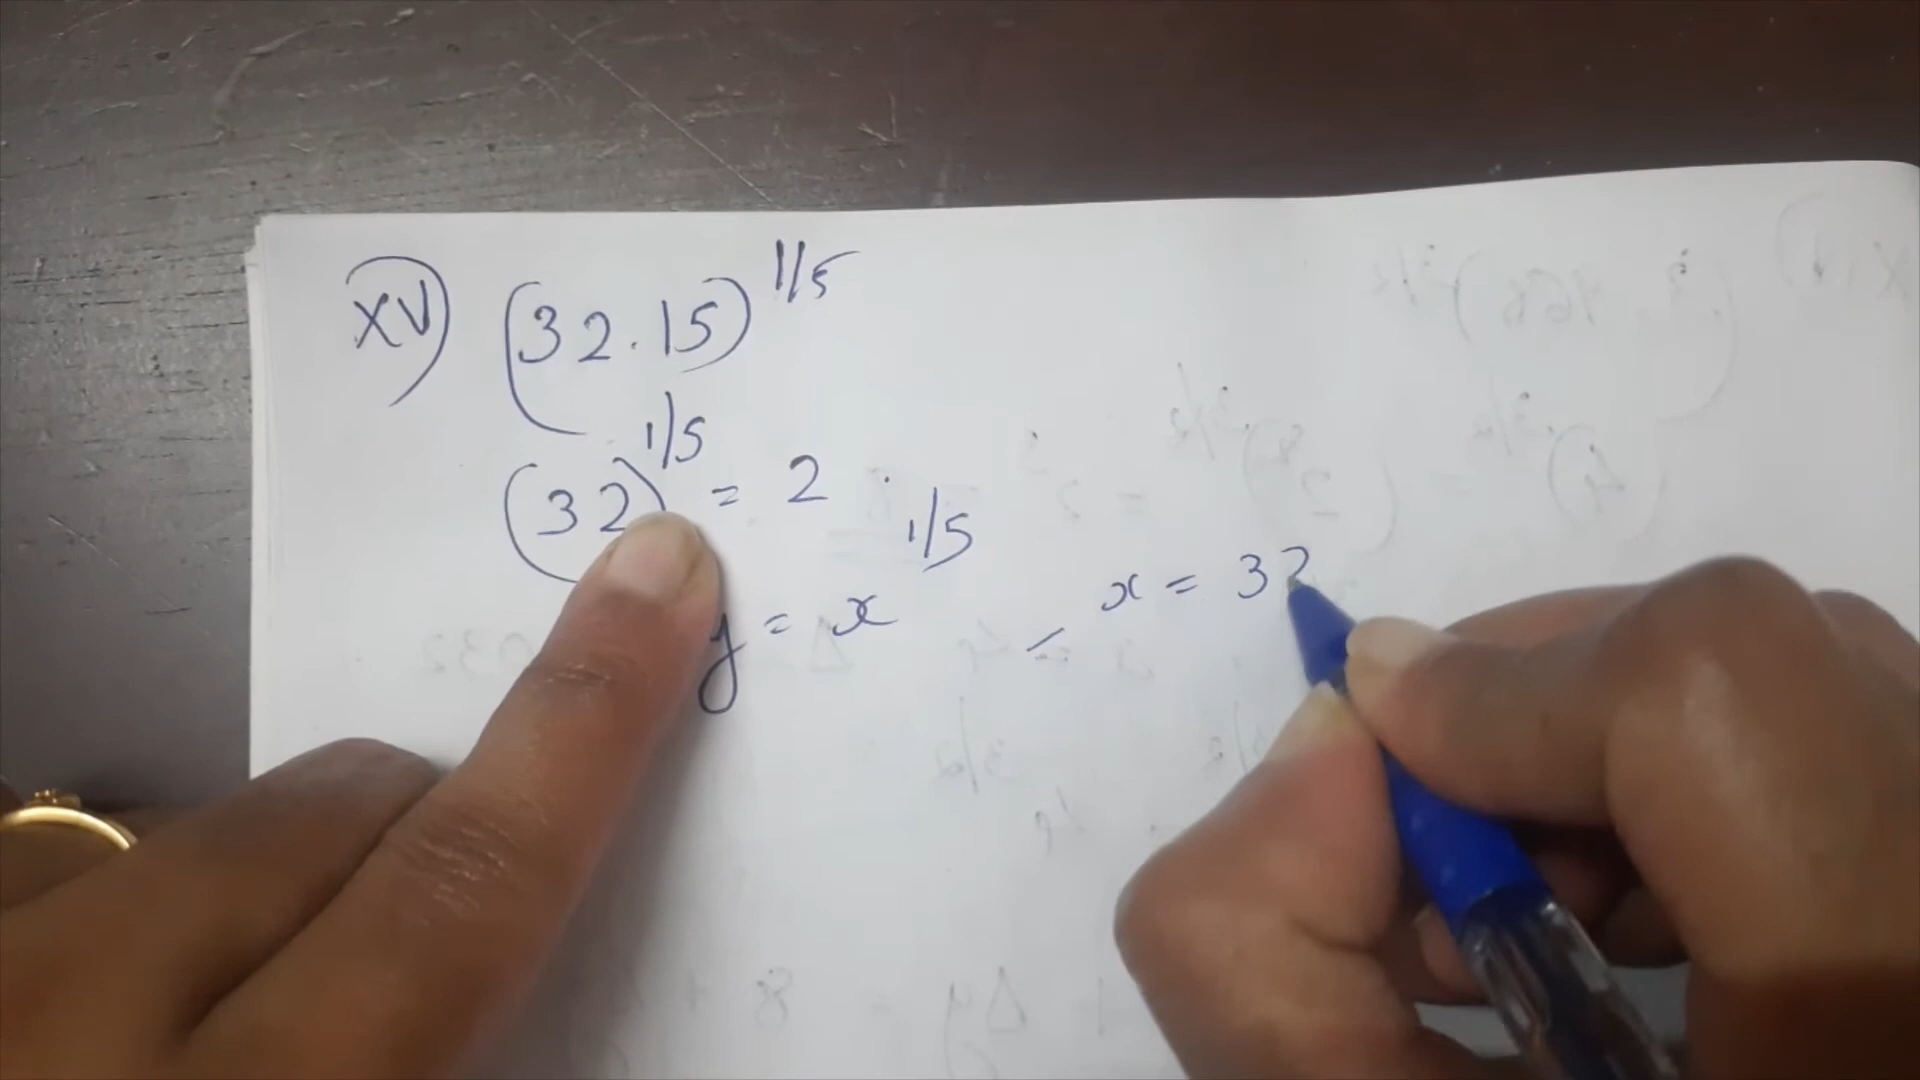 XV) (32.15)^1/5
(32)^1/5 = 2
y = x^1/5 x = 32